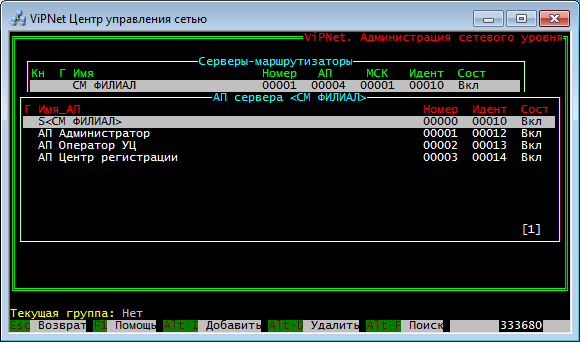 ViPNet Центр управления сетью
ViPNet. Администрация сетевого уровня
Серверы-маршрутизаторы
Кн Г Имя Номер АП МСК Идент Сост
СМ ФИЛИАЛ 00001 00004 00001 00010 Вкл
АП сервера <СМ ФИЛИАЛ>
Г Имя_АП Номер Идент Сост
S<СМ ФИЛИАЛ> 00000 00010 Вкл
АП Администратор 00001 00012 Вкл
АП Оператор УЦ 00002 00013 Вкл
АП Центр регистрации 00003 00014 Вкл
[1]
Текущая группа: Нет
Esc Возврат F1 Помощь Alt-I Добавить Alt-D Удалить Alt-F Поиск 333680